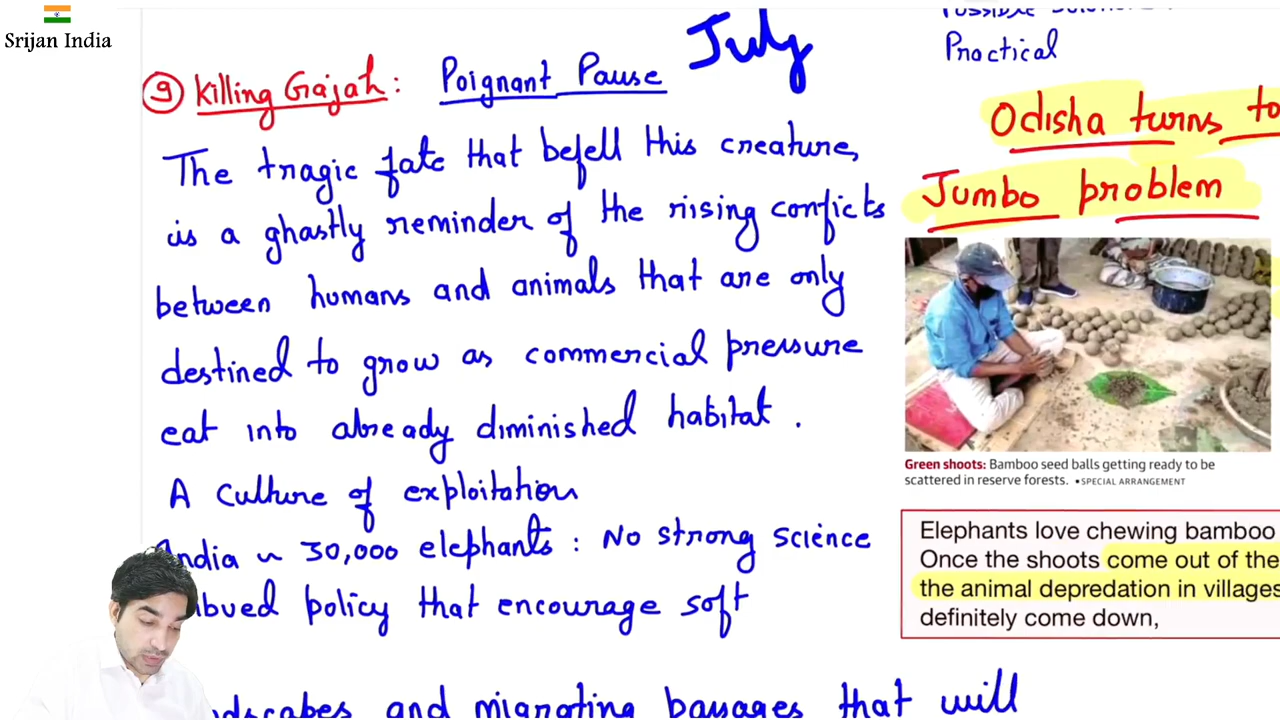 Srijan India
July
9 Killing Gajah: Poignant Pause
The tragic fate that befell this creature,
is a ghastly reminder of the rising conficts
between humans and animals that are only
destined to grow as commercial pressure
eat into already diminished habitat.
A culture of exploitation
India ~ 30,000 elephants: No strong science
bued policy that encourage soft
and migrating that will
Practical
Odisha turns to
Jumbo problem
Green shoots: Bamboo seed balls getting ready to be
scattered in reserve forests. •SPECIAL ARRANGEMENT
Elephants love chewing bamboo
Once the shoots come out of the
the animal depredation in villages
definitely come down,